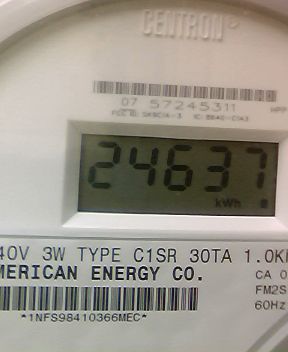 CENTRON
07 57245311
24637
kWh
40V 3W TYPE C1SR 30TA 1.0K
MERICAN ENERGY CO.
CA 0
FM2S
60Hz
*1NFS98410366MEC*